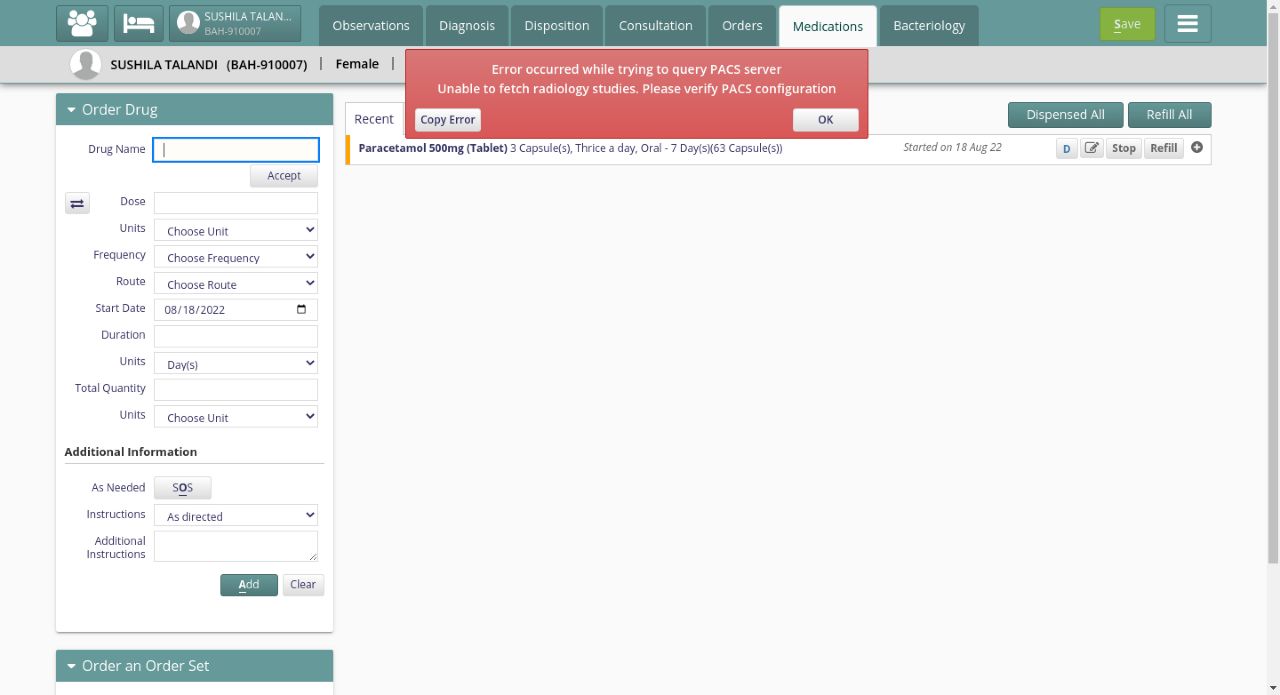 SUSHILA TALAN...
BAH-910007
Observations
Diagnosis
Disposition
Consultation
Orders
Medications
Bacteriology
Save
SUSHILA TALANDI (BAH-910007) | Female |
Error occurred while trying to query PACS server
Unable to fetch radiology studies. Please verify PACS configuration
Copy Error
OK
Order Drug
Drug Name
Accept
Dose
Units
Choose Unit
Frequency
Choose Frequency
Route
Choose Route
Start Date
08/18/2022
Duration
Units
Day(s)
Total Quantity
Units
Choose Unit
Additional Information
As Needed
SOS
Instructions
As directed
Additional
Instructions
Add
Clear
Order an Order Set
Recent
Dispensed All
Refill All
Paracetamol 500mg (Tablet) 3 Capsule(s), Thrice a day, Oral - 7 Day(s)(63 Capsule(s))
Started on 18 Aug 22
D
Stop
Refill